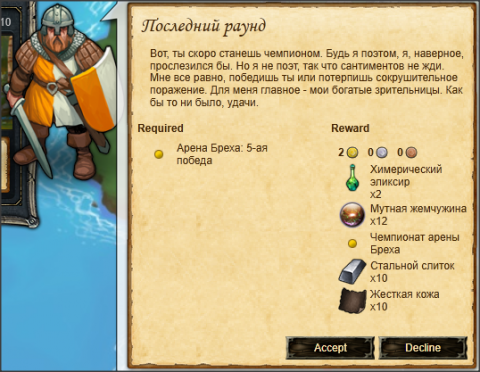 10
Последний раунд
Вот, ты скоро станешь чемпионом. Будь я поэтом, я, наверное,
прослезился бы. Но я не поэт, так что сантиментов не жди.
Мне все равно, победишь ты или потерпишь сокрушительное
поражение. Для меня главное - мои богатые зрительницы. Как
бы то ни было, удачи.
Required
Арена Бреха: 5-ая
победа
Reward
2 0 0
Химерический
эликсир
x2
Мутная жемчужина
x12
Чемпионат арены
Бреха
Стальной слиток
x10
Жесткая кожа
x10
Accept
Decline